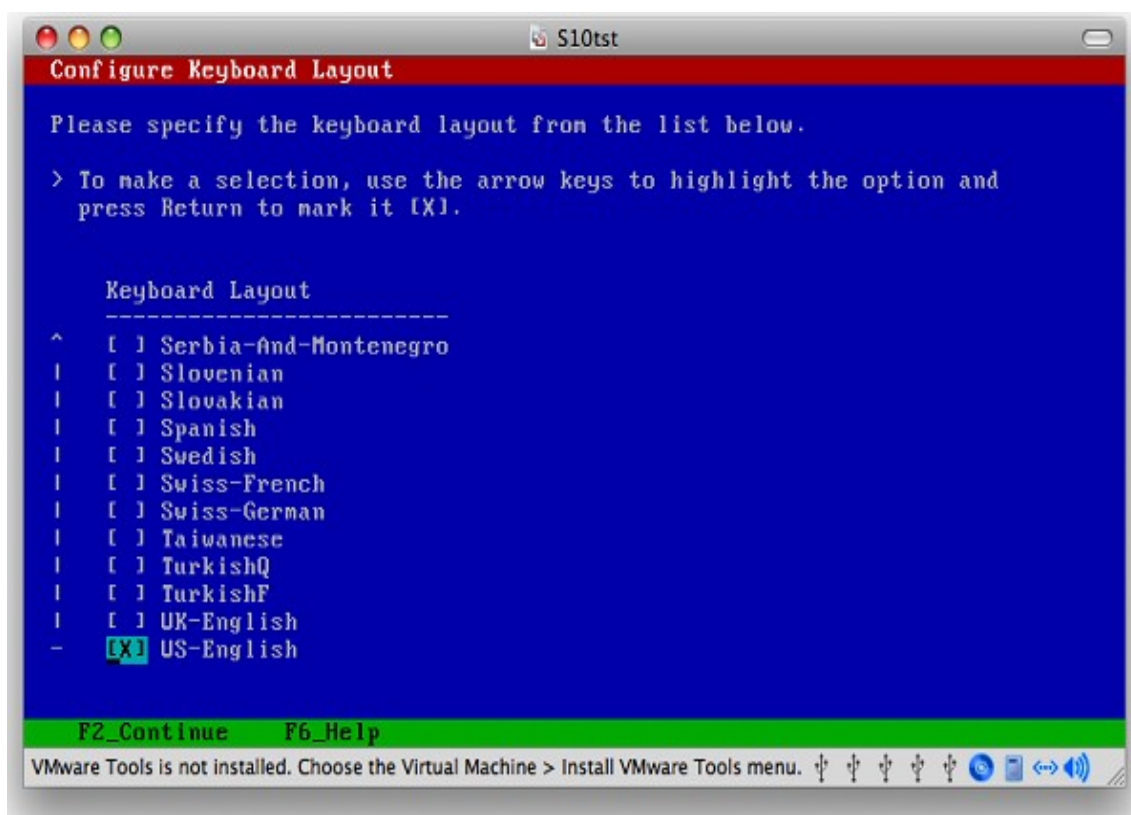 S10tst
Configure Keyboard Layout
Please specify the keyboard layout from the list below.
> To make a selection, use the arrow keys to highlight the option and
press Return to mark it [X].
Keyboard Layout
-------------------------
^ [ ] Serbia-And-Montenegro
| [ ] Slovenian
| [ ] Slovakian
| [ ] Spanish
| [ ] Swedish
| [ ] Swiss-French
| [ ] Swiss-German
| [ ] Taiwanese
| [ ] TurkishQ
| [ ] TurkishF
| [ ] UK-English
- [X] US-English
F2_Continue F6_Help
VMware Tools is not installed. Choose the Virtual Machine > Install VMware Tools menu.